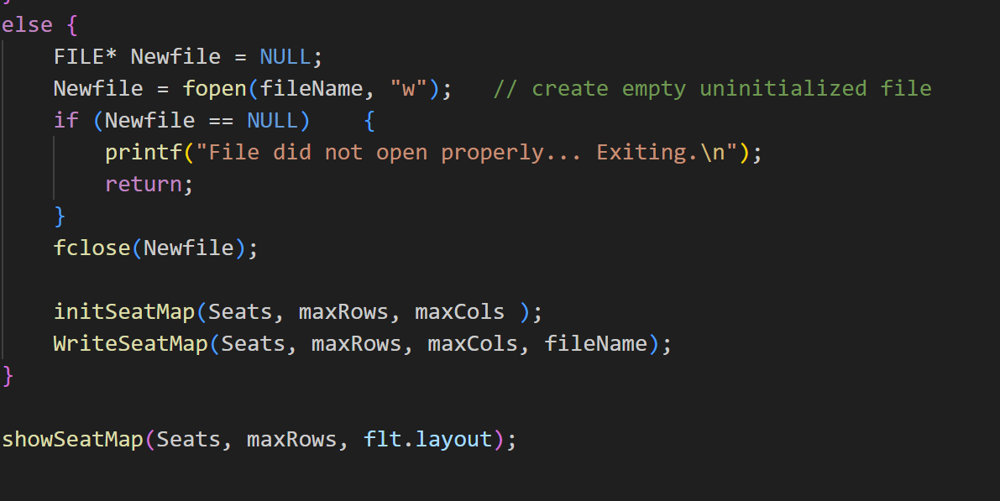 }
else {
    FILE* Newfile = NULL;
    Newfile = fopen(fileName, "w");   // create empty uninitialized file
    if (Newfile == NULL)    {
        printf("File did not open properly... Exiting.\n");
        return;
    }
    fclose(Newfile);

    initSeatMap(Seats, maxRows, maxCols );
    WriteSeatMap(Seats, maxRows, maxCols, fileName);
}

showSeatMap(Seats, maxRows, flt.layout);